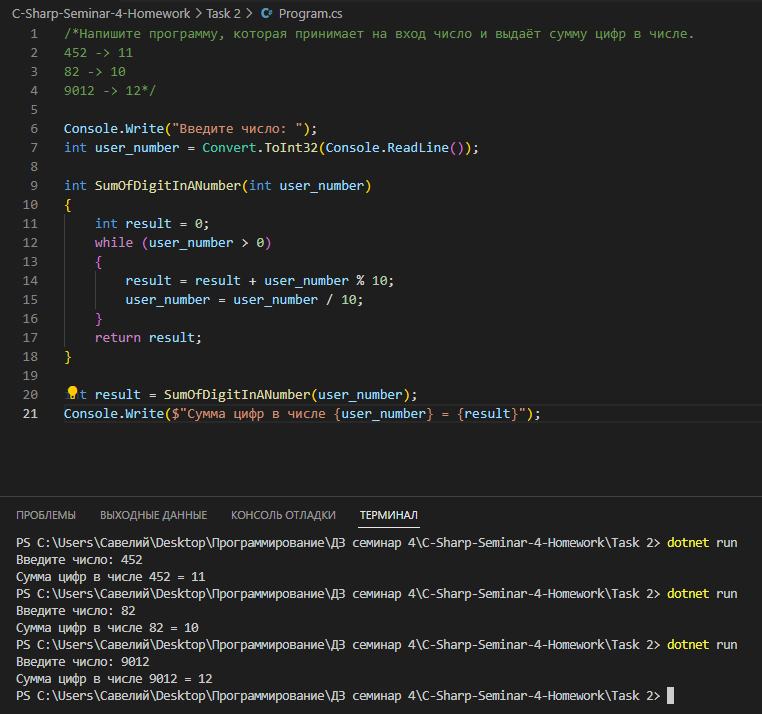 C-Sharp-Seminar-4-Homework > Task 2 > C# Program.cs
1 /*Напишите программу, которая принимает на вход число и выдаёт сумму цифр в числе.
2 452 -> 11
3 82 -> 10
4 9012 -> 12*/
5
6 Console.Write("Введите число: ");
7 int user_number = Convert.ToInt32(Console.ReadLine());
8
9 int SumOfDigitInANumber(int user_number)
10 {
11     int result = 0;
12     while (user_number > 0)
13     {
14         result = result + user_number % 10;
15         user_number = user_number / 10;
16     }
17     return result;
18 }
19
20 int result = SumOfDigitInANumber(user_number);
21 Console.Write($"Сумма цифр в числе {user_number} = {result}");
ПРОБЛЕМЫ ВЫХОДНЫЕ ДАННЫЕ КОНСОЛЬ ОТЛАДКИ ТЕРМИНАЛ
PS C:\Users\Савелий\Desktop\Программирование\ДЗ семинар 4\C-Sharp-Seminar-4-Homework\Task 2> dotnet run
Введите число: 452
Сумма цифр в числе 452 = 11
PS C:\Users\Савелий\Desktop\Программирование\ДЗ семинар 4\C-Sharp-Seminar-4-Homework\Task 2> dotnet run
Введите число: 82
Сумма цифр в числе 82 = 10
PS C:\Users\Савелий\Desktop\Программирование\ДЗ семинар 4\C-Sharp-Seminar-4-Homework\Task 2> dotnet run
Введите число: 9012
Сумма цифр в числе 9012 = 12
PS C:\Users\Савелий\Desktop\Программирование\ДЗ семинар 4\C-Sharp-Seminar-4-Homework\Task 2>